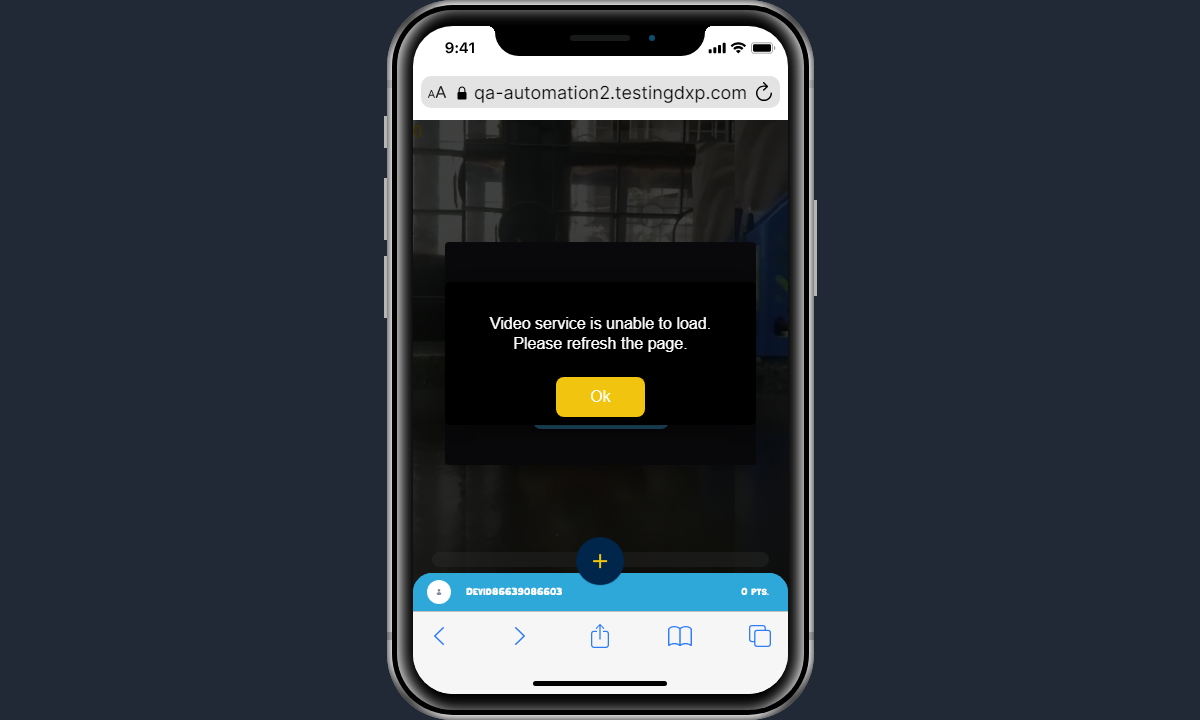 9:41
AA qa-automation2.testingdxp.com
Video service is unable to load.
Please refresh the page.
Ok
+
DEVID86639086603 0 PTS.